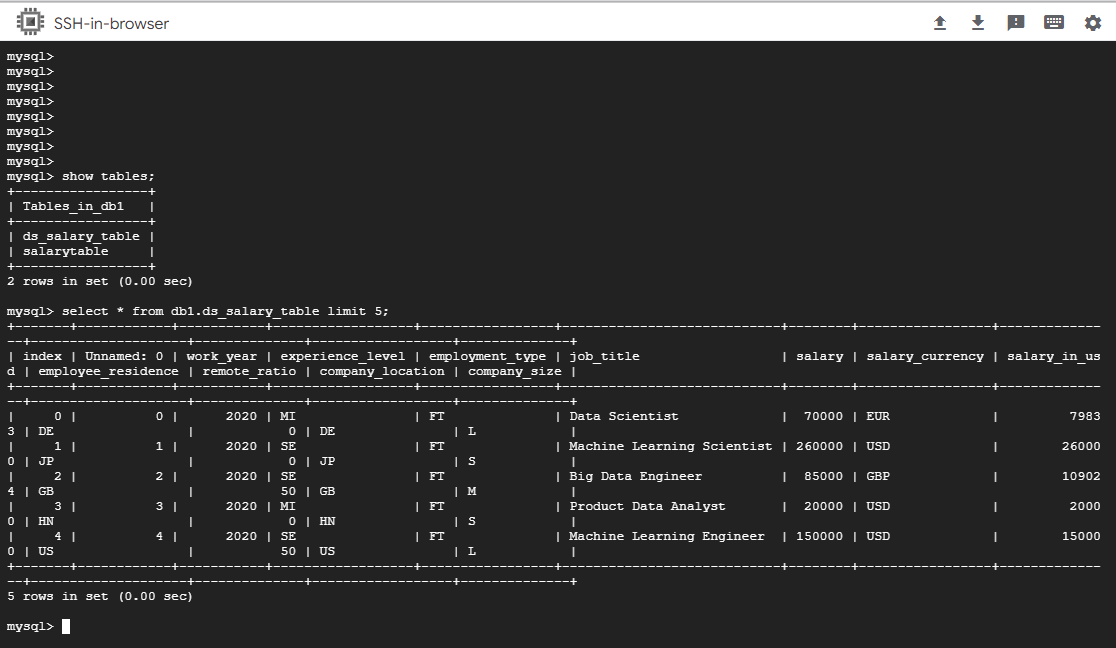 SSH-in-browser
mysql>
mysql>
mysql>
mysql>
mysql>
mysql>
mysql>
mysql>
mysql> show tables;
+-----------------+
| Tables_in_db1   |
+-----------------+
| ds_salary_table |
| salarytable     |
+-----------------+
2 rows in set (0.00 sec)
mysql> select * from db1.ds_salary_table limit 5;
+-------+------------+-----------+------------------+-----------------+----------------------------+--------+-----------------+-------------
--+--------------------+--------------+------------------+--------------+
| index | Unnamed: 0 | work_year | experience_level | employment_type | job_title                  | salary | salary_currency | salary_in_us
d | employee_residence | remote_ratio | company_location | company_size |
+-------+------------+-----------+------------------+-----------------+----------------------------+--------+-----------------+-------------
--+--------------------+--------------+------------------+--------------+
|     0 |          0 |      2020 | MI               | FT              | Data Scientist             |  70000 | EUR             |         7983
3 | DE                 |            0 | DE               | L            |
|     1 |          1 |      2020 | SE               | FT              | Machine Learning Scientist | 260000 | USD             |        26000
0 | JP                 |            0 | JP               | S            |
|     2 |          2 |      2020 | SE               | FT              | Big Data Engineer          |  85000 | GBP             |        10902
4 | GB                 |           50 | GB               | M            |
|     3 |          3 |      2020 | MI               | FT              | Product Data Analyst       |  20000 | USD             |         2000
0 | HN                 |            0 | HN               | S            |
|     4 |          4 |      2020 | SE               | FT              | Machine Learning Engineer  | 150000 | USD             |        15000
0 | US                 |           50 | US               | L            |
+-------+------------+-----------+------------------+-----------------+----------------------------+--------+-----------------+-------------
--+--------------------+--------------+------------------+--------------+
5 rows in set (0.00 sec)
mysql>